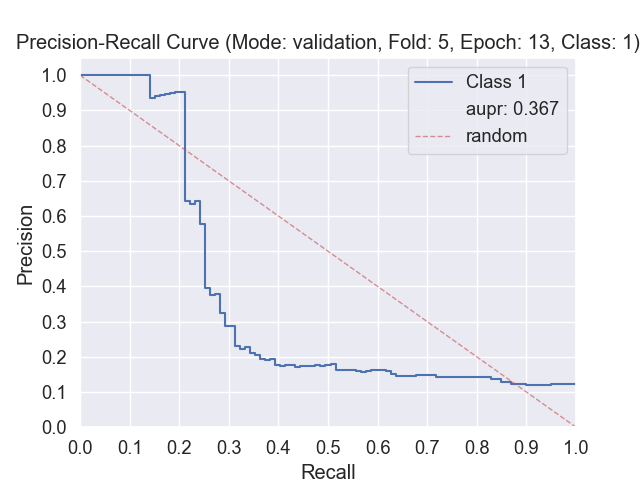 Precision-Recall Curve (Mode: validation, Fold: 5, Epoch: 13, Class: 1)
Class 1
aupr: 0.367
random
Precision
1.0
0.9
0.8
0.7
0.6
0.5
0.4
0.3
0.2
0.1
0.0
0.0 0.1 0.2 0.3 0.4 0.5 0.6 0.7 0.8 0.9 1.0
Recall